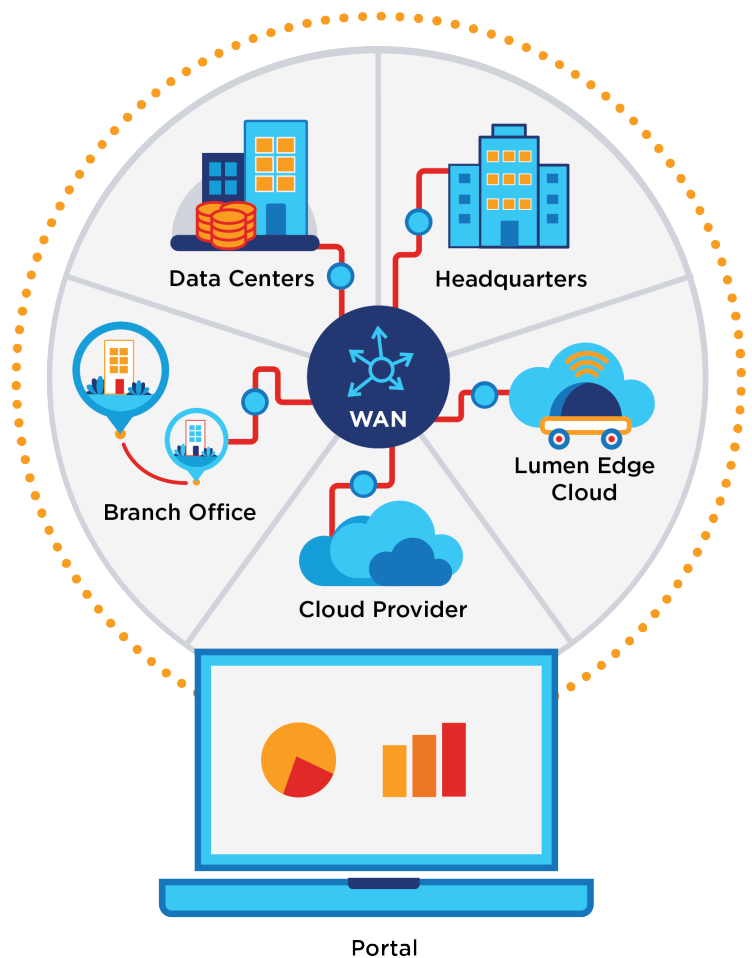 Data Centers
Headquarters
WAN
Lumen Edge
Cloud
Branch Office
Cloud Provider
Portal